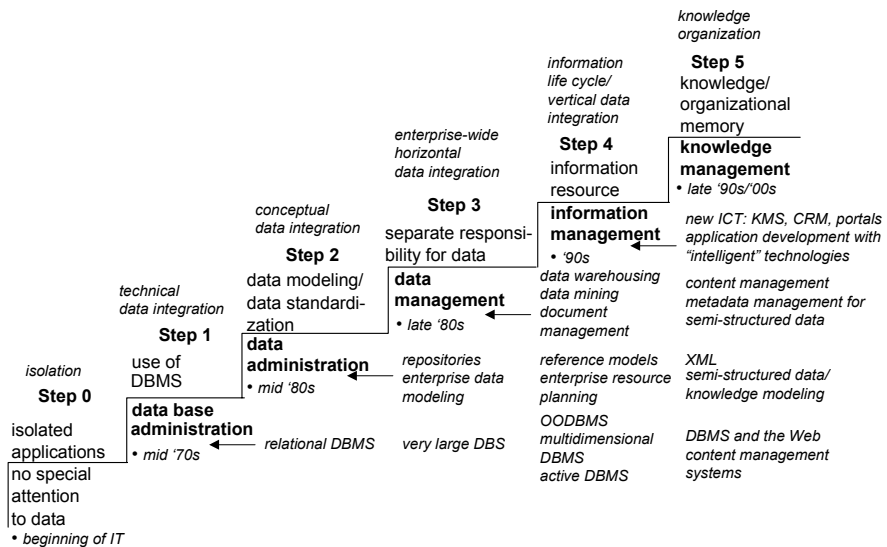 isolation
Step 0
isolated
applications
no special
attention
to data
• beginning of IT
technical
data integration
Step 1
use of
DBMS
data base
administration
• mid ‘70s
conceptual
data integration
Step 2
data modeling/
data standardi-
zation
data
administration
• mid ‘80s
relational DBMS
enterprise-wide
horizontal
data integration
Step 3
separate responsi-
bility for data
data
management
• late ‘80s
repositories
enterprise data
modeling
very large DBS
information
life cycle/
vertical data
integration
Step 4
information
resource
information
management
• ‘90s
data warehousing
data mining
document
management
reference models
enterprise resource
planning
OODBMS
multidimensional
DBMS
active DBMS
knowledge
organization
Step 5
knowledge/
organizational
memory
knowledge
management
• late ‘90s/‘00s
new ICT: KMS, CRM, portals
application development with
“intelligent” technologies
content management
metadata management for
semi-structured data
XML
semi-structured data/
knowledge modeling
DBMS and the Web
content management
systems